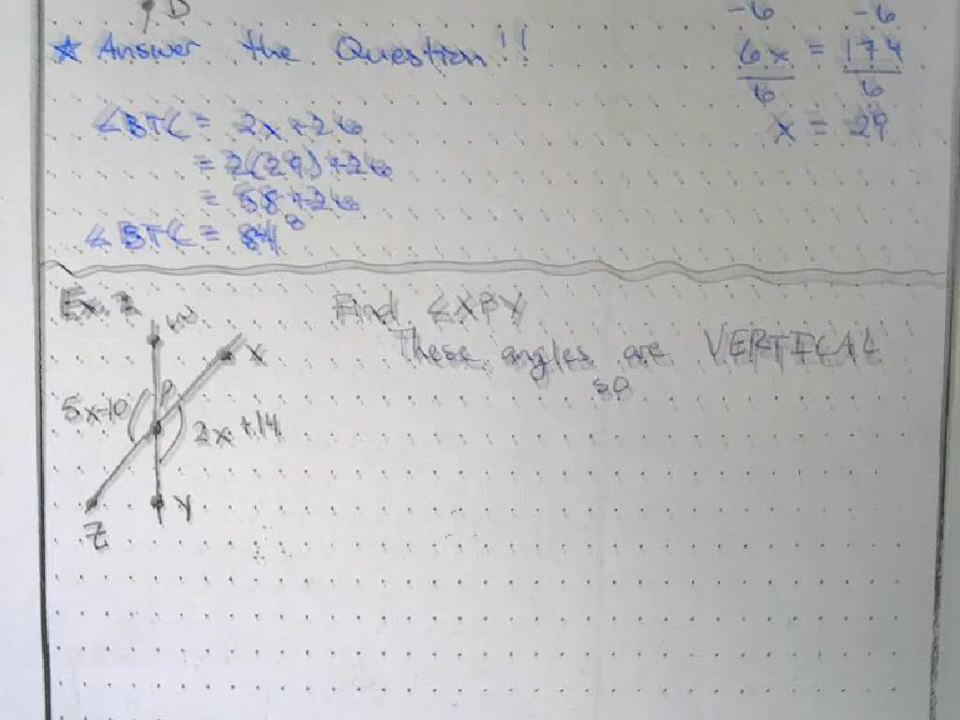 D
-6 -6
★ Answer the Question!!
6x = 174
6 6
x = 29
∠BTC = 2x+26
= 2(29)+26
= 58+26
∠BTC = 84°
Ex. 2
Find ∠XPY
These angles are VERTICAL
so
W
X
P
5x-10
2x+14
Y
Z